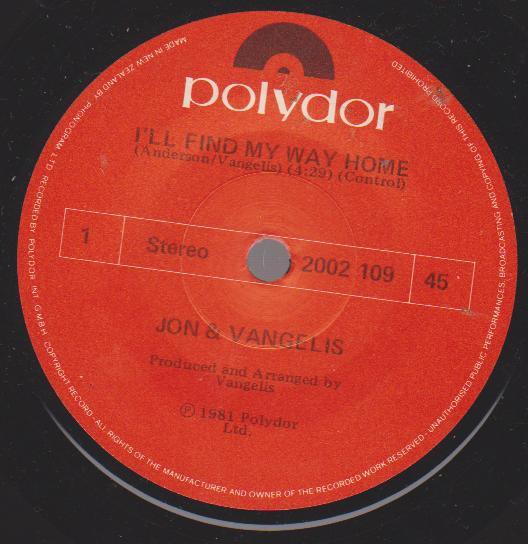 polydor
I'LL FIND MY WAY HOME
(Anderson/Vangelis) (4:29) (Control)
1
Stereo
2002 109
45
JON & VANGELIS
Produced and Arranged by
Vangelis
℗ 1981 Polydor
Ltd.
MADE IN NEW ZEALAND BY PHONOGRAM LTD. RECORDED BY POLYDOR INT. G.M.B.H. COPYRIGHT RECORD - ALL RIGHTS OF THE MANUFACTURER AND OWNER OF THE RECORDED WORK RESERVED - UNAUTHORISED PUBLIC PERFORMANCES, BROADCASTING AND COPYING OF THIS RECORD PROHIBITED